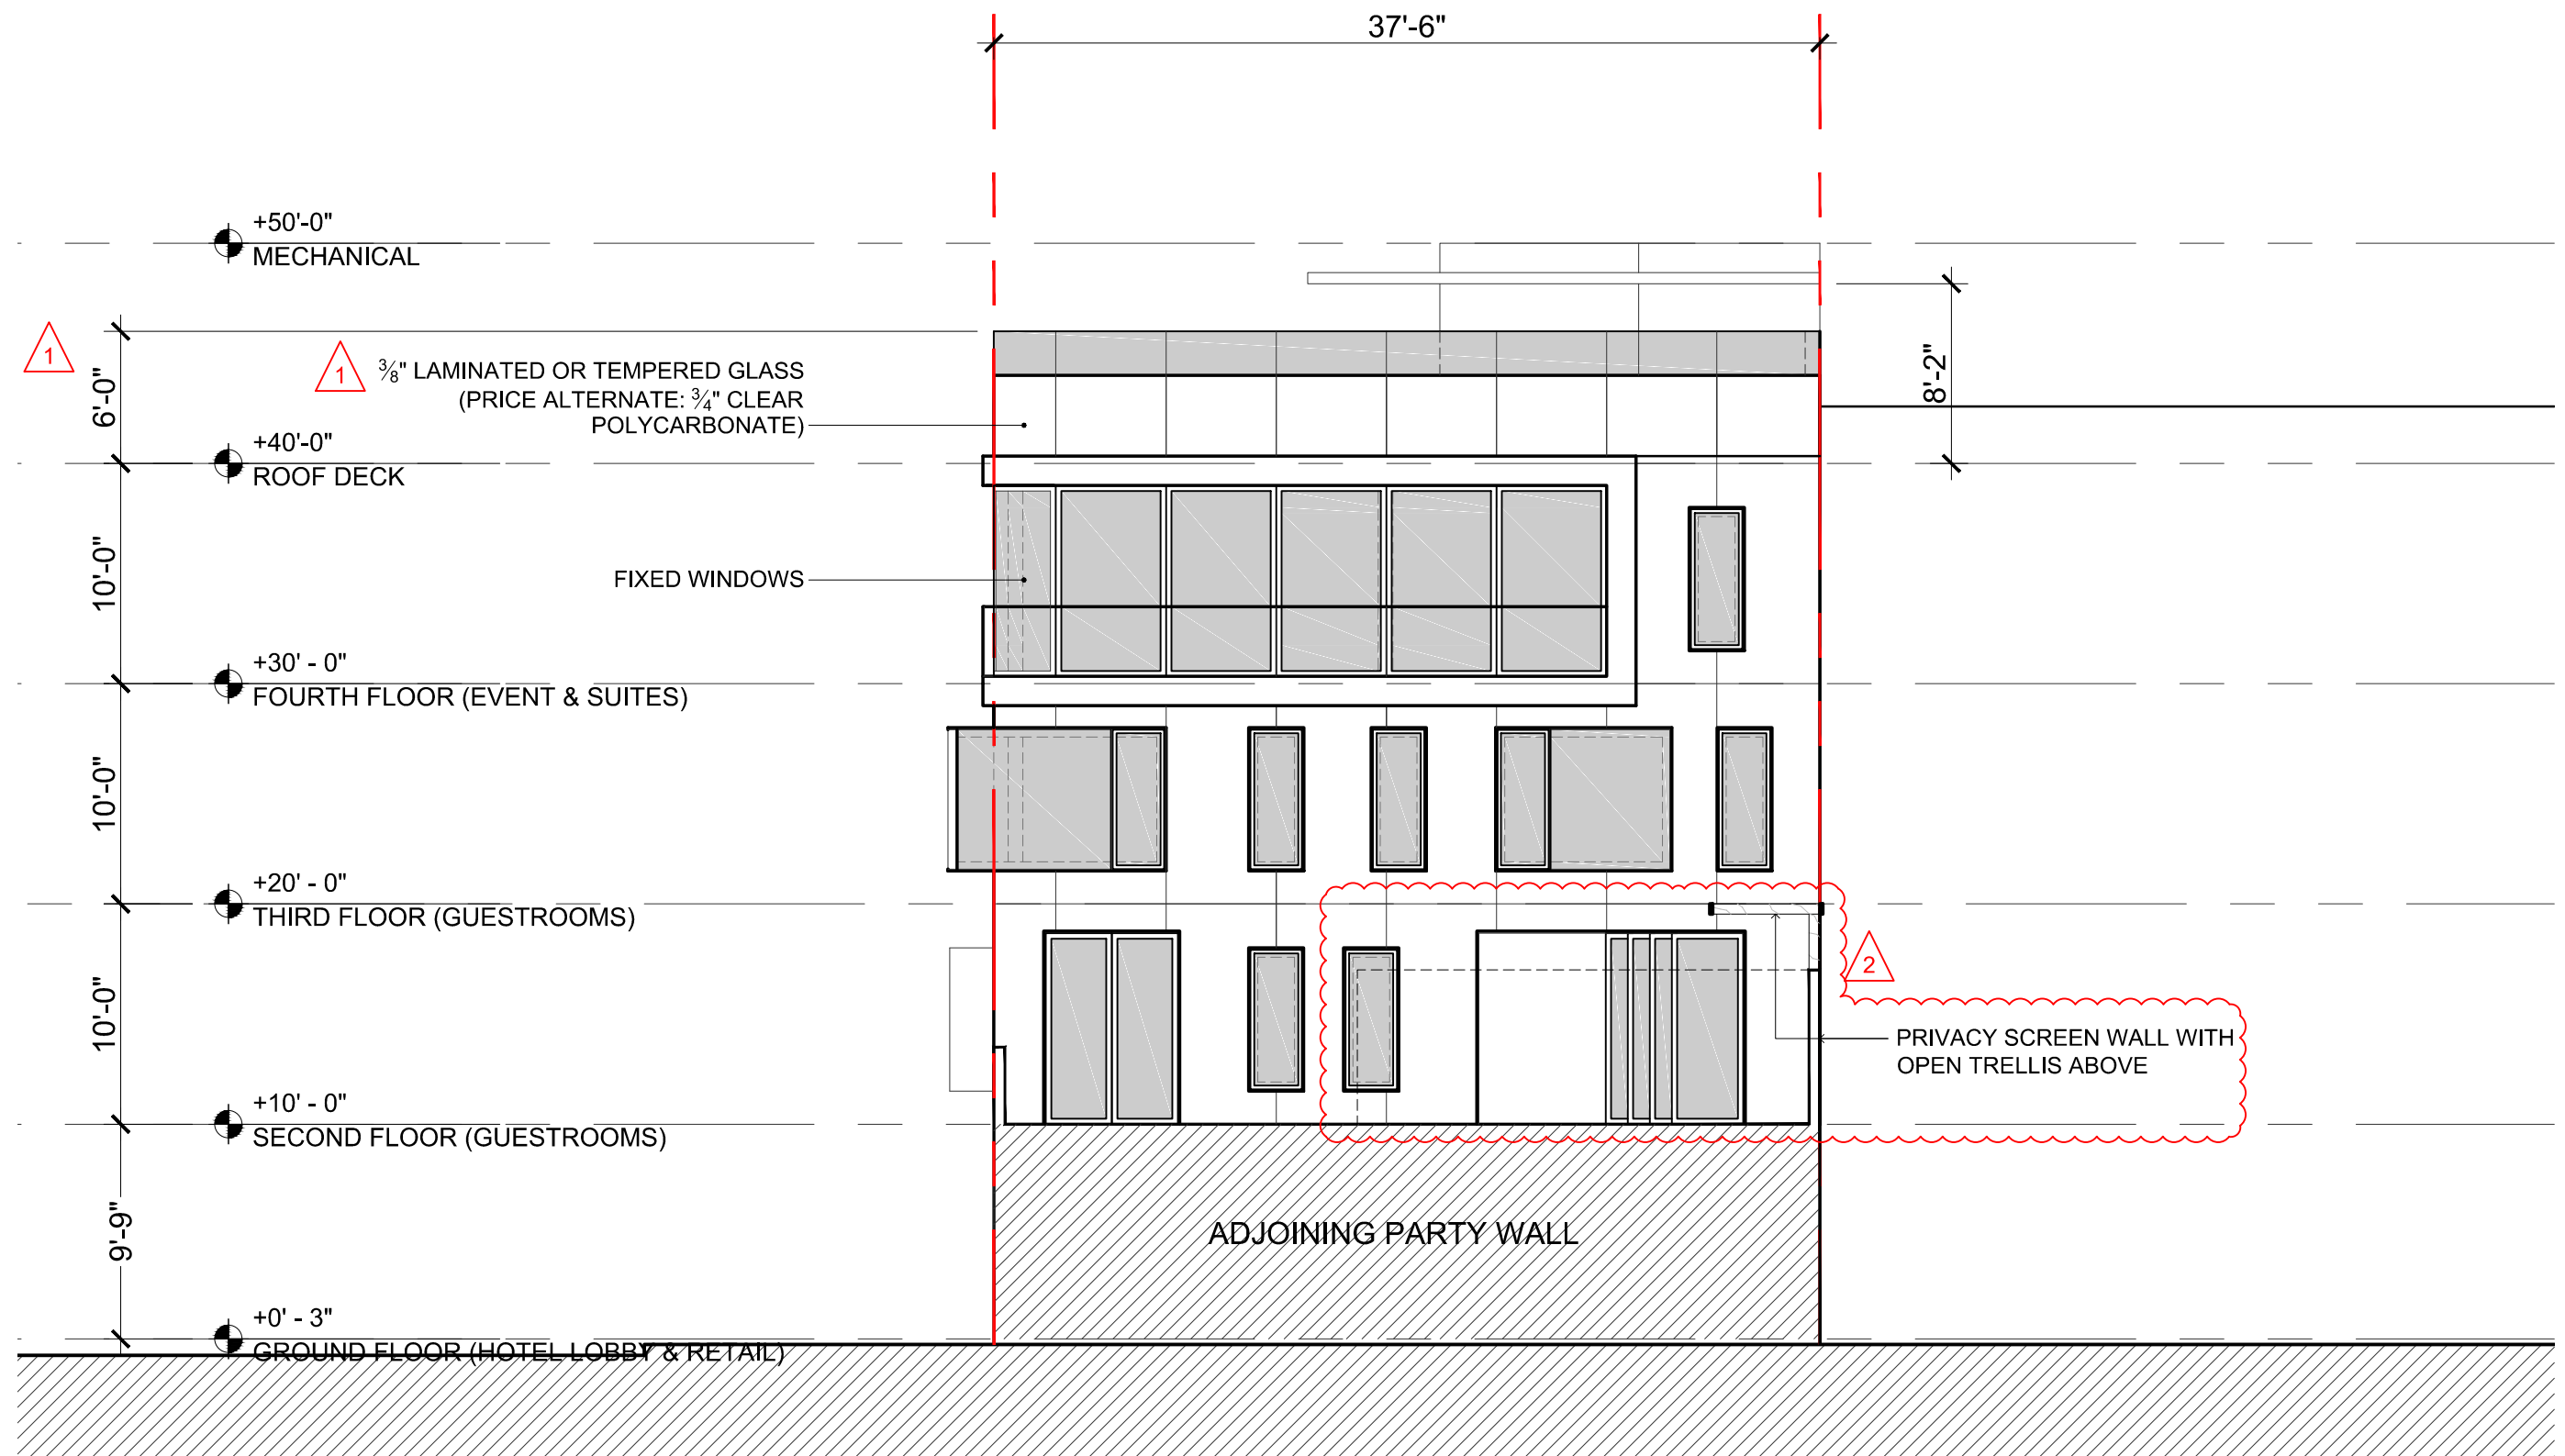 37'-6"
+50'-0"
MECHANICAL
1
1
6'-0"
⅜" LAMINATED OR TEMPERED GLASS
(PRICE ALTERNATE: ¾" CLEAR
POLYCARBONATE)
8'-2"
+40'-0"
ROOF DECK
10'-0"
FIXED WINDOWS
+30' - 0"
FOURTH FLOOR (EVENT & SUITES)
10'-0"
+20' - 0"
THIRD FLOOR (GUESTROOMS)
2
10'-0"
PRIVACY SCREEN WALL WITH
OPEN TRELLIS ABOVE
+10' - 0"
SECOND FLOOR (GUESTROOMS)
9'-9"
ADJOINING PARTY WALL
+0' - 3"
GROUND FLOOR (HOTEL LOBBY & RETAIL)